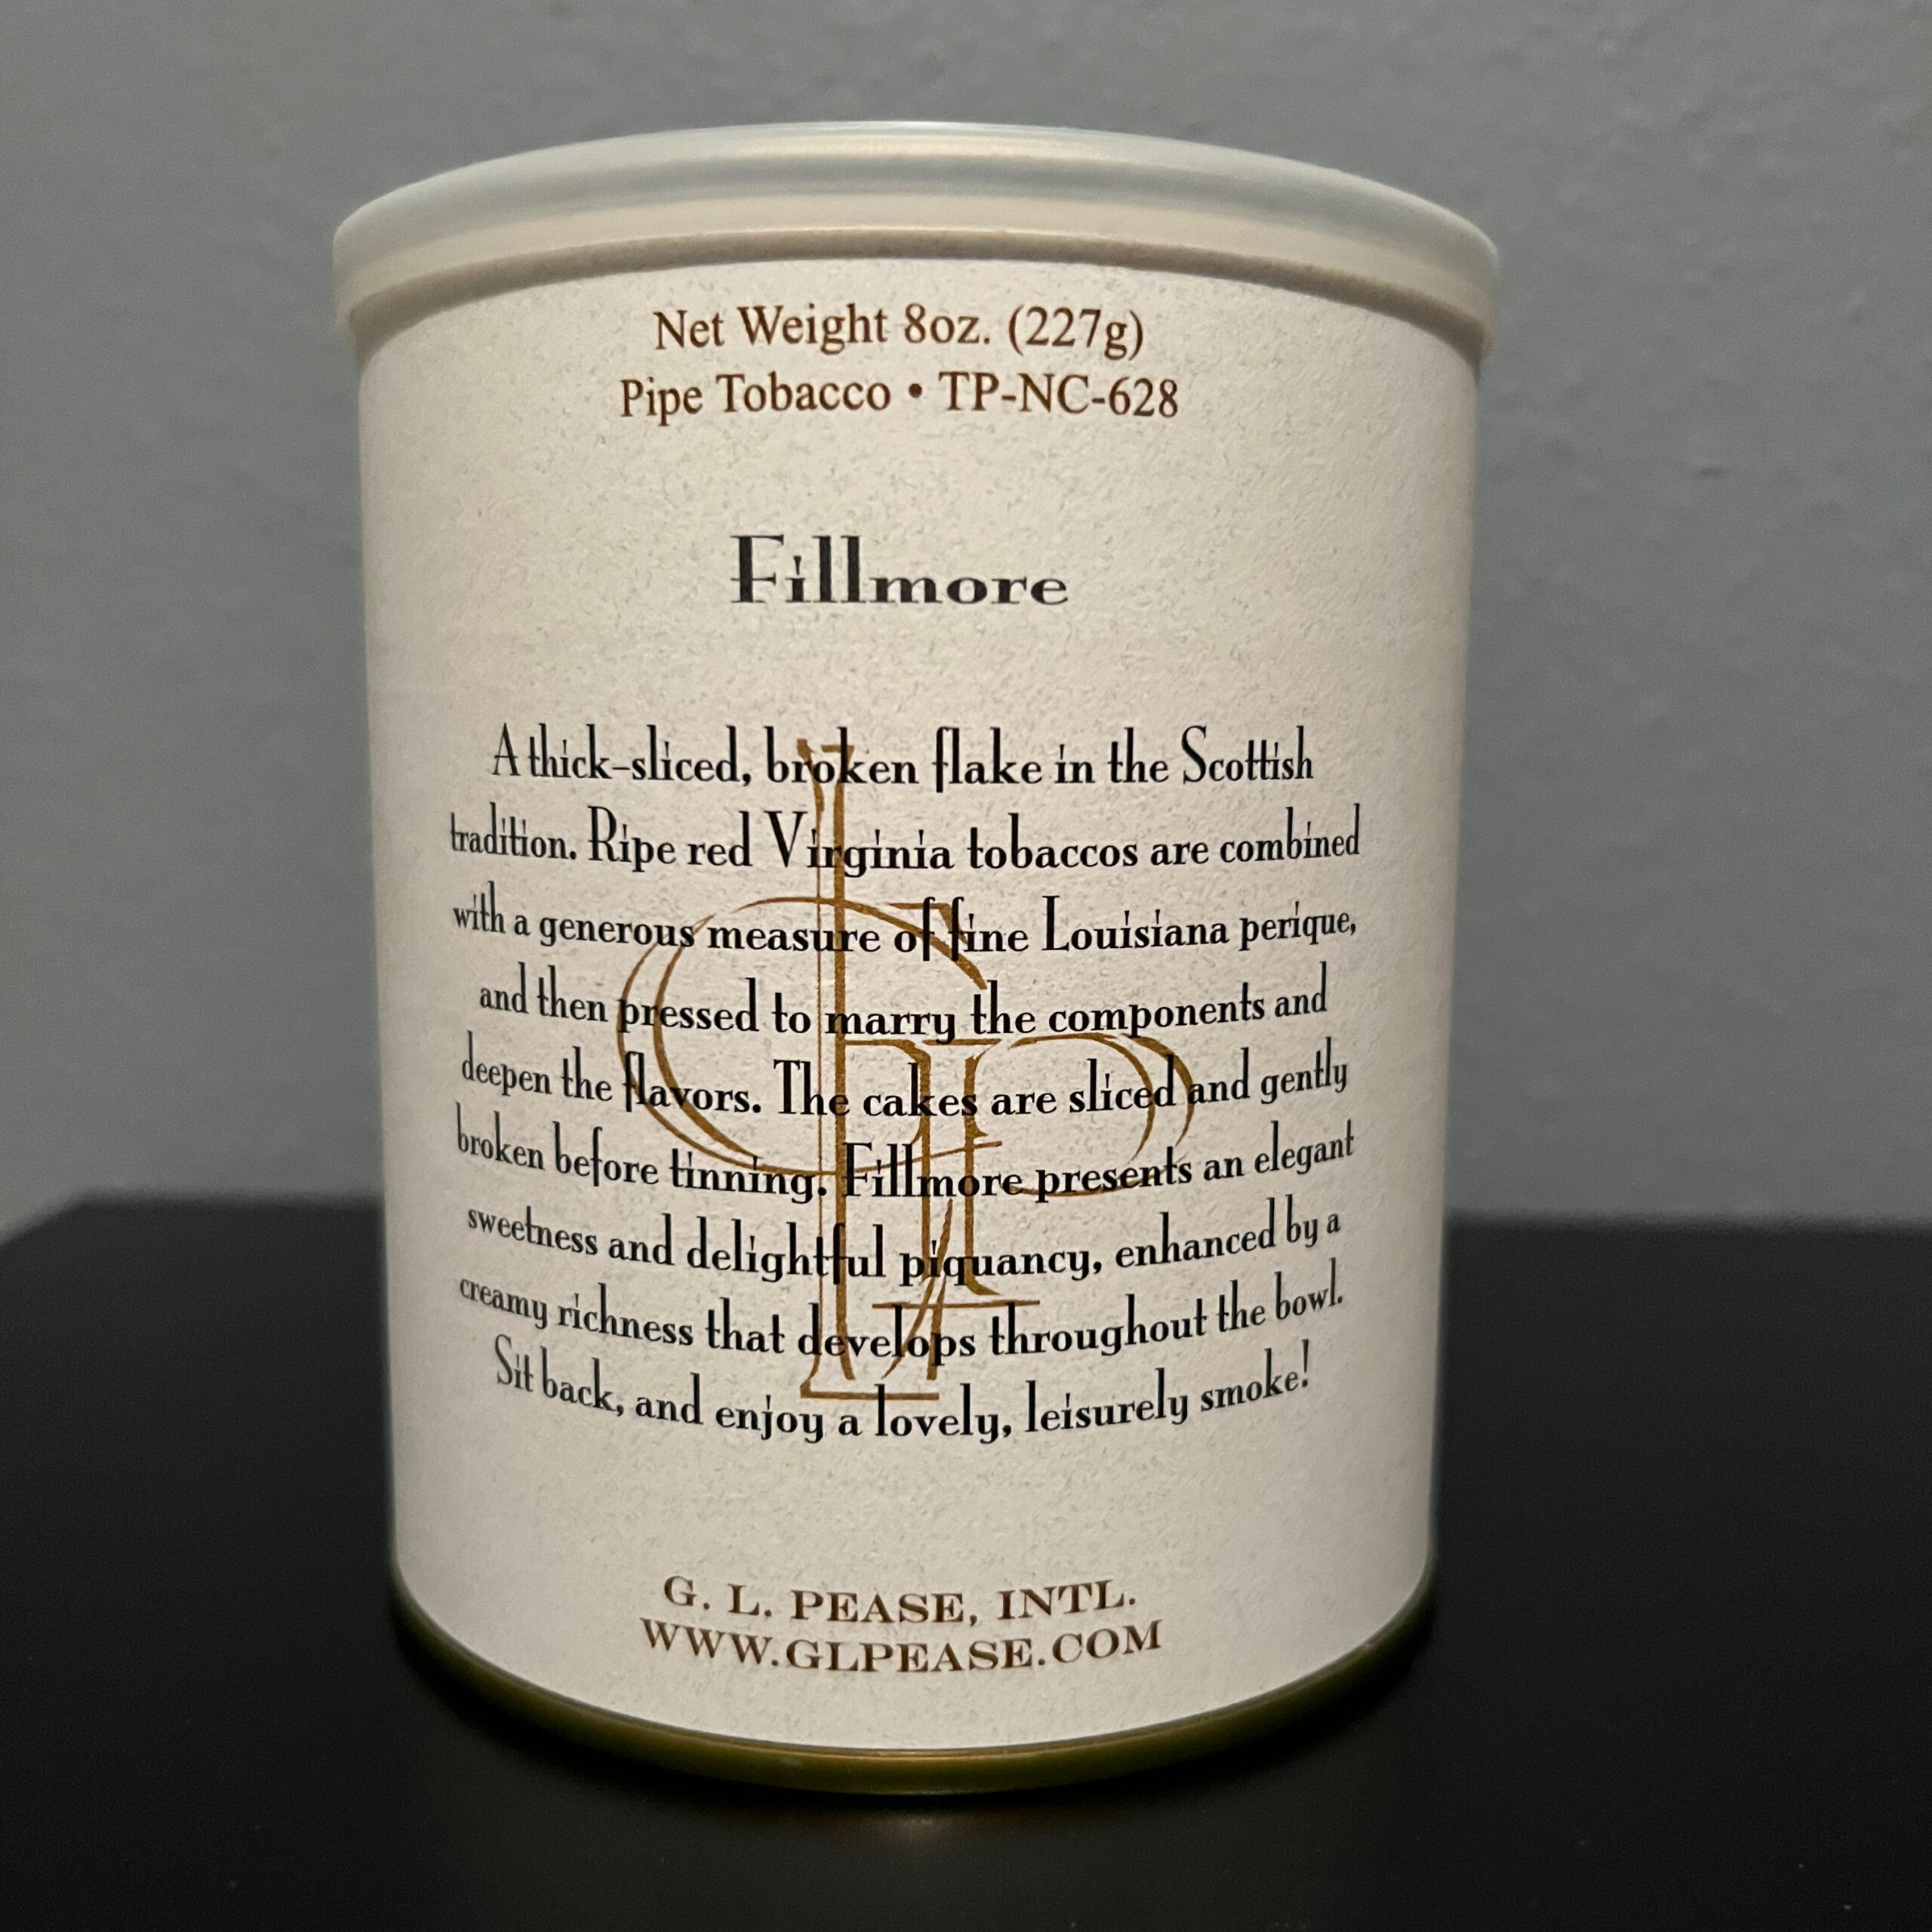 Net Weight 8oz. (227g)
Pipe Tobacco • TP-NC-628
Fillmore
A thick-sliced, broken flake in the Scottish
tradition. Ripe red Virginia tobaccos are combined
with a generous measure of fine Louisiana perique,
and then pressed to marry the components and
deepen the flavors. The cakes are sliced and gently
broken before tinning. Fillmore presents an elegant
sweetness and delightful piquancy, enhanced by a
creamy richness that develops throughout the bowl.
Sit back, and enjoy a lovely, leisurely smoke!
G. L. PEASE, INTL.
WWW.GLPEASE.COM